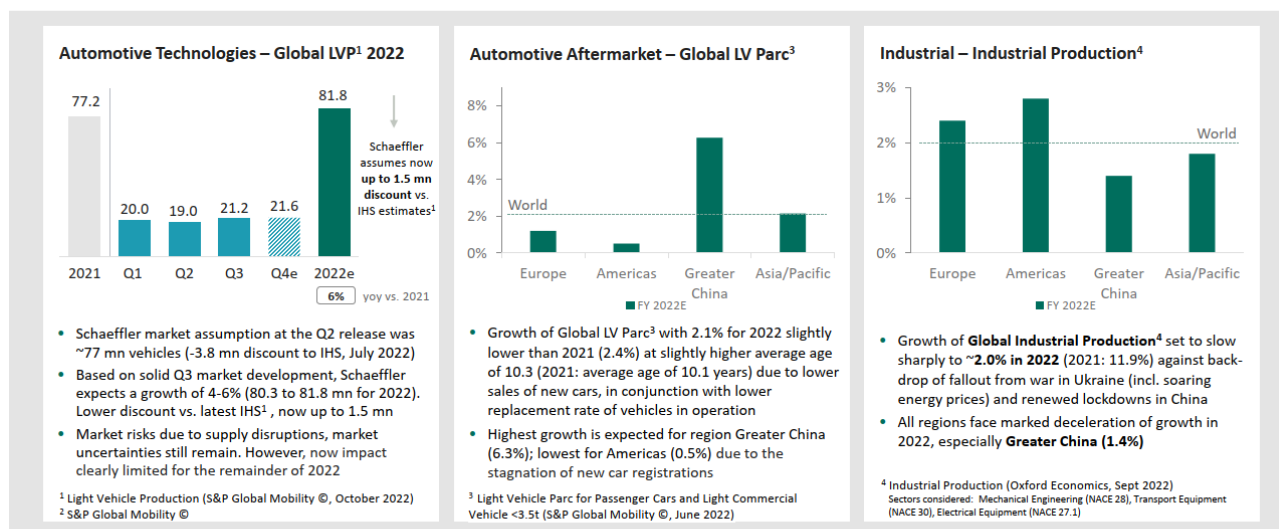 Automotive Technologies – Global LVP¹ 2022
77.2
20.0
19.0
21.2
21.6
81.8
Schaeffler
assumes now
up to 1.5 mn
discount vs.
IHS estimates¹
2021
Q1
Q2
Q3
Q4e
2022e
6% yoy vs. 2021
• Schaeffler market assumption at the Q2 release was
~77 mn vehicles (-3.8 mn discount to IHS, July 2022)
• Based on solid Q3 market development, Schaeffler
expects a growth of 4-6% (80.3 to 81.8 mn for 2022).
Lower discount vs. latest IHS¹ , now up to 1.5 mn
• Market risks due to supply disruptions, market
uncertainties still remain. However, now impact
clearly limited for the remainder of 2022
¹ Light Vehicle Production (S&P Global Mobility ©, October 2022)
² S&P Global Mobility ©
Automotive Aftermarket – Global LV Parc³
8%
6%
4%
2%
0%
World
Europe
Americas
Greater
China
Asia/Pacific
FY 2022E
• Growth of Global LV Parc³ with 2.1% for 2022 slightly
lower than 2021 (2.4%) at slightly higher average age
of 10.3 (2021: average age of 10.1 years) due to lower
sales of new cars, in conjunction with lower
replacement rate of vehicles in operation
• Highest growth is expected for region Greater China
(6.3%); lowest for Americas (0.5%) due to the
stagnation of new car registrations
³ Light Vehicle Parc for Passenger Cars and Light Commercial
Vehicle <3.5t (S&P Global Mobility ©, June 2022)
Industrial – Industrial Production⁴
3%
2%
1%
0%
World
Europe
Americas
Greater
China
Asia/Pacific
FY 2022E
• Growth of Global Industrial Production⁴ set to slow
sharply to ~2.0% in 2022 (2021: 11.9%) against back-
drop of fallout from war in Ukraine (incl. soaring
energy prices) and renewed lockdowns in China
• All regions face marked deceleration of growth in
2022, especially Greater China (1.4%)
⁴ Industrial Production (Oxford Economics, Sept 2022)
Sectors considered: Mechanical Engineering (NACE 28), Transport Equipment
(NACE 30), Electrical Equipment (NACE 27.1)